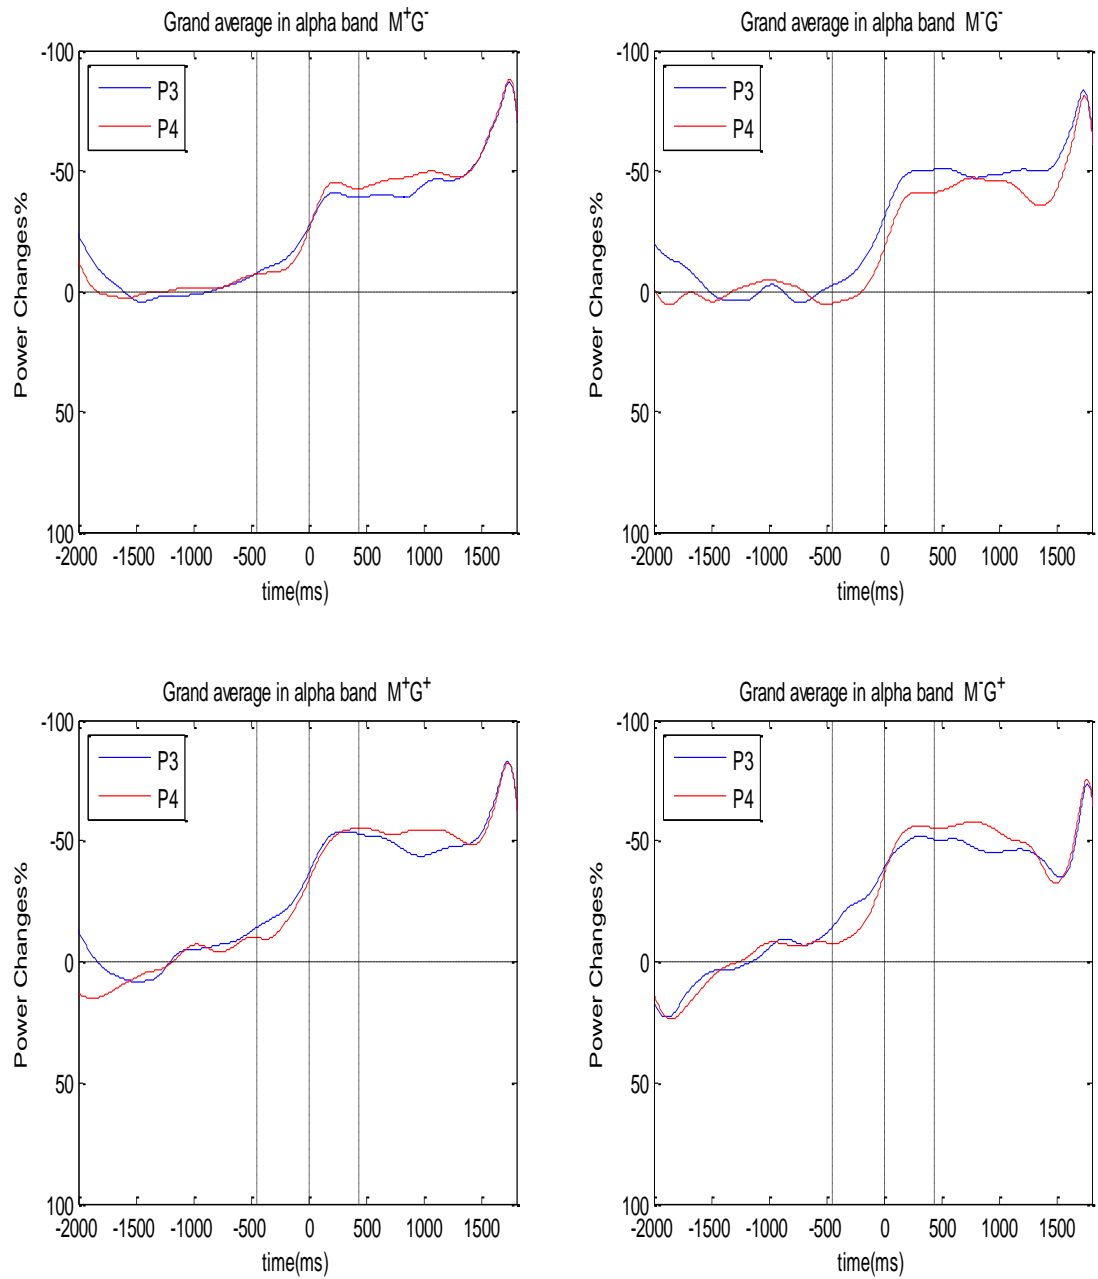 Grand average in alpha band M+G-
-100
-50
0
50
100
Power Changes%
P3
P4
-2000 -1500 -1000 -500 0 500 1000 1500
time(ms)
Grand average in alpha band M-G-
-100
-50
0
50
100
Power Changes%
P3
P4
-2000 -1500 -1000 -500 0 500 1000 1500
time(ms)
Grand average in alpha band M+G+
-100
-50
0
50
100
Power Changes%
P3
P4
-2000 -1500 -1000 -500 0 500 1000 1500
time(ms)
Grand average in alpha band M-G+
-100
-50
0
50
100
Power Changes%
P3
P4
-2000 -1500 -1000 -500 0 500 1000 1500
time(ms)